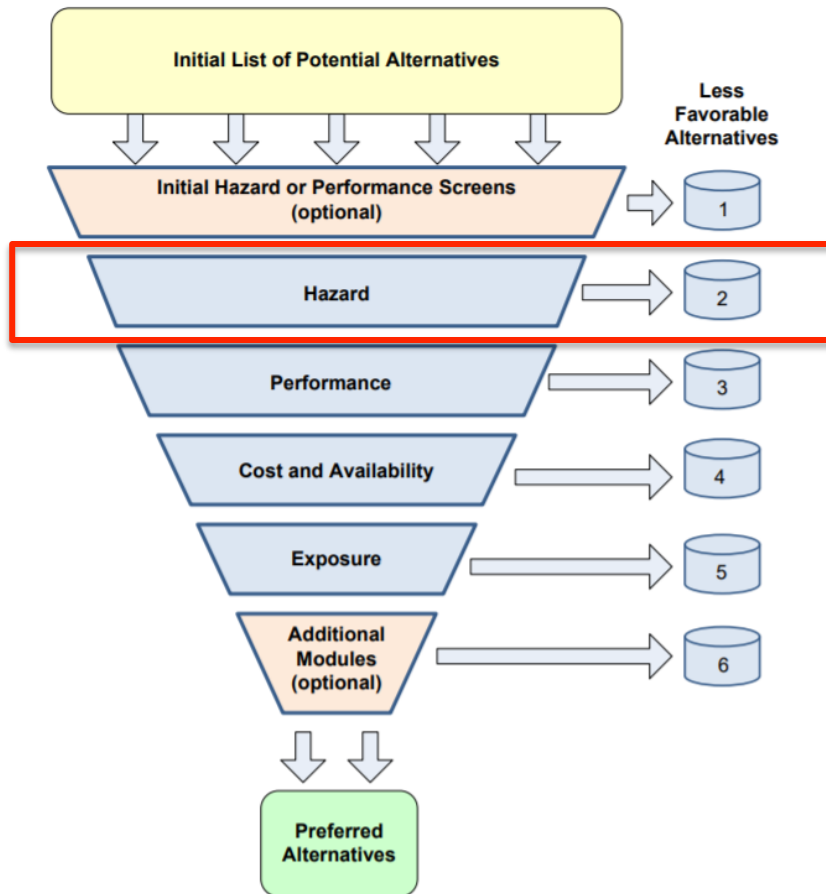 Initial List of Potential Alternatives
Less
Favorable
Alternatives
Initial Hazard or Performance Screens
(optional)
1
Hazard
2
Performance
3
Cost and Availability
4
Exposure
5
Additional
Modules
(optional)
6
Preferred
Alternatives